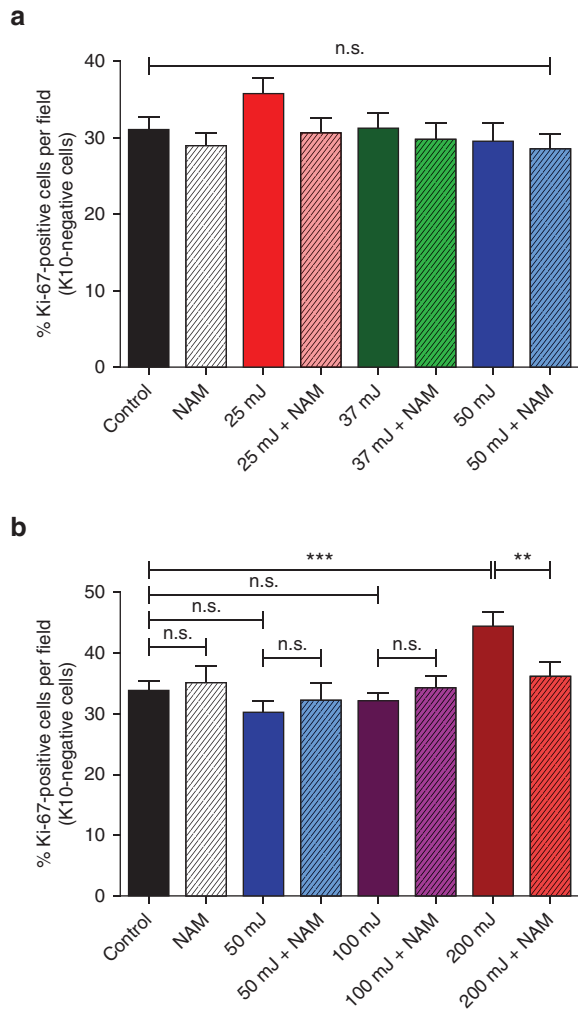 a
n.s.
40
30
20
10
0
% Ki-67-positive cells per field
(K10-negative cells)
Control
NAM
25 mJ
25 mJ + NAM
37 mJ
37 mJ + NAM
50 mJ
50 mJ + NAM
b
***
**
n.s.
n.s.
n.s.
n.s.
n.s.
50
40
30
20
10
0
% Ki-67-positive cells per field
(K10-negative cells)
Control
NAM
50 mJ
50 mJ + NAM
100 mJ
100 mJ + NAM
200 mJ
200 mJ + NAM